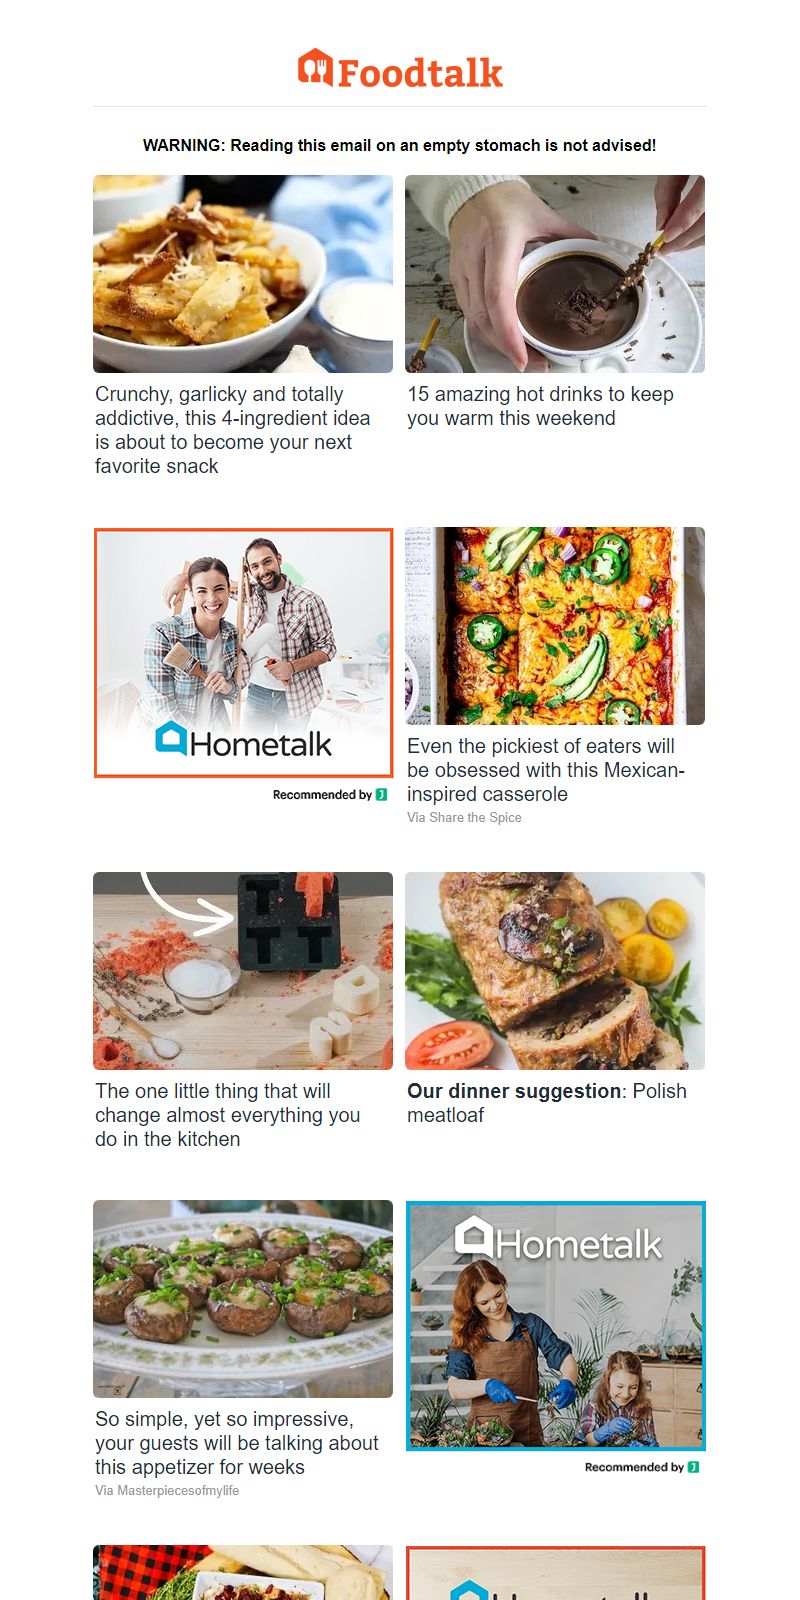 Foodtalk
WARNING: Reading this email on an empty stomach is not advised!
Crunchy, garlicky and totally
addictive, this 4-ingredient idea
is about to become your next
favorite snack
15 amazing hot drinks to keep
you warm this weekend
Hometalk
Recommended by
Even the pickiest of eaters will
be obsessed with this Mexican-
inspired casserole
Via Share the Spice
The one little thing that will
change almost everything you
do in the kitchen
Our dinner suggestion: Polish
meatloaf
So simple, yet so impressive,
your guests will be talking about
this appetizer for weeks
Via Masterpiecesofmylife
Hometalk
Recommended by